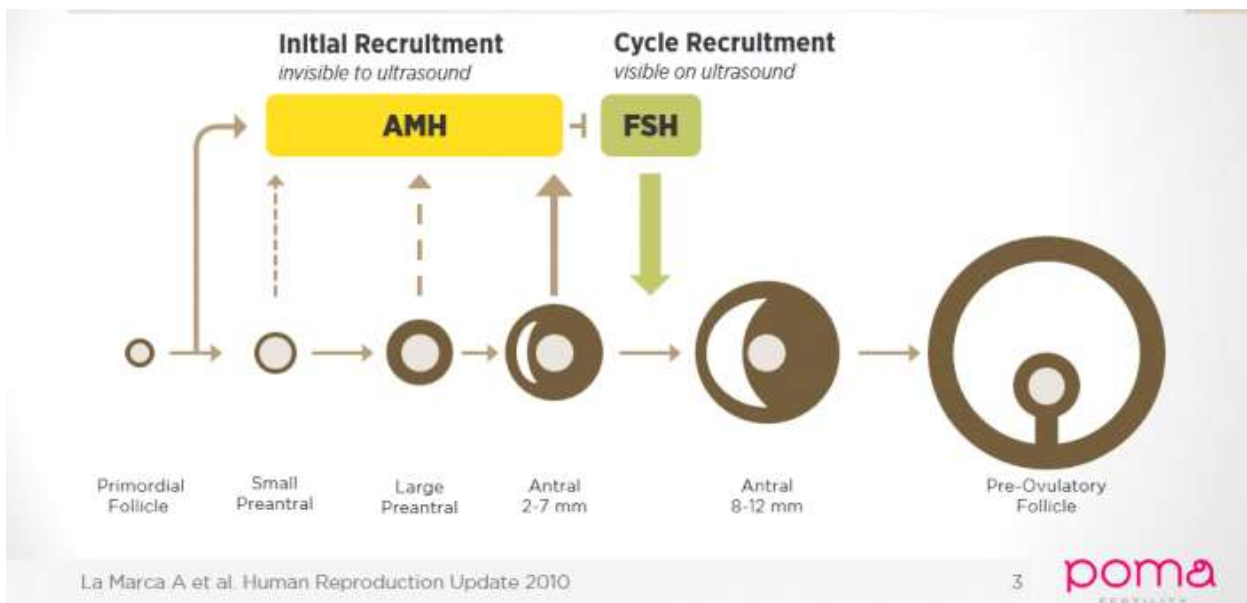 Initial Recruitment
invisible to ultrasound
Cycle Recruitment
visible on ultrasound
AMH
FSH
Primordial
Follicle
Small
Preantral
Large
Preantral
Antral
2-7 mm
Antral
8-12 mm
Pre-Ovulatory
Follicle
La Marca A et al. Human Reproduction Update 2010
3
poma
FERTILITY